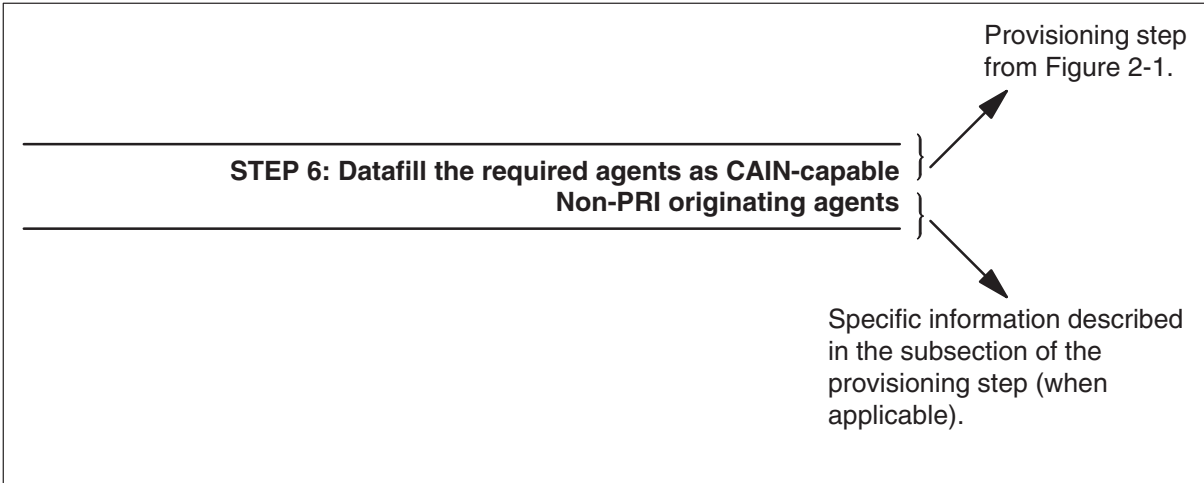 Provisioning step
from Figure 2-1.
STEP 6: Datafill the required agents as CAIN-capable
Non-PRI originating agents
Specific information described
in the subsection of the
provisioning step (when
applicable).